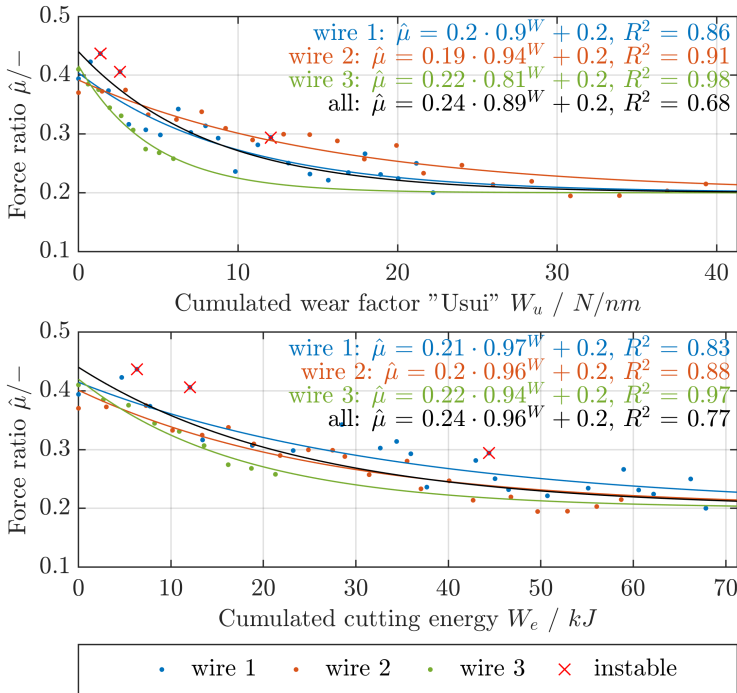 0.5
0.4
0.3
0.2
0.1
Force ratio μ̂/−
wire 1: μ̂ = 0.2 · 0.9^W + 0.2, R² = 0.86
wire 2: μ̂ = 0.19 · 0.94^W + 0.2, R² = 0.91
wire 3: μ̂ = 0.22 · 0.81^W + 0.2, R² = 0.98
all: μ̂ = 0.24 · 0.89^W + 0.2, R² = 0.68
0 10 20 30 40
Cumulated wear factor "Usui" W_u / N/nm
0.5
0.4
0.3
0.2
0.1
Force ratio μ̂/−
wire 1: μ̂ = 0.21 · 0.97^W + 0.2, R² = 0.83
wire 2: μ̂ = 0.2 · 0.96^W + 0.2, R² = 0.88
wire 3: μ̂ = 0.22 · 0.94^W + 0.2, R² = 0.97
all: μ̂ = 0.24 · 0.96^W + 0.2, R² = 0.77
0 10 20 30 40 50 60 70
Cumulated cutting energy W_e / kJ
wire 1 wire 2 wire 3 instable